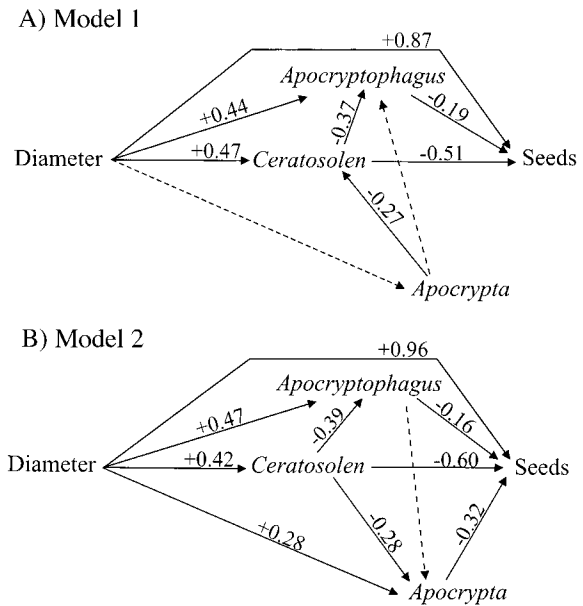 A) Model 1
+0.87
Apocryptophagus
+0.44
-0.37
-0.19
Diameter +0.47 Ceratosolen -0.51 Seeds
-0.27
Apocrypta
B) Model 2
+0.96
Apocryptophagus
+0.47
-0.39
-0.16
Diameter +0.42 Ceratosolen -0.60 Seeds
+0.28
-0.28
-0.32
Apocrypta